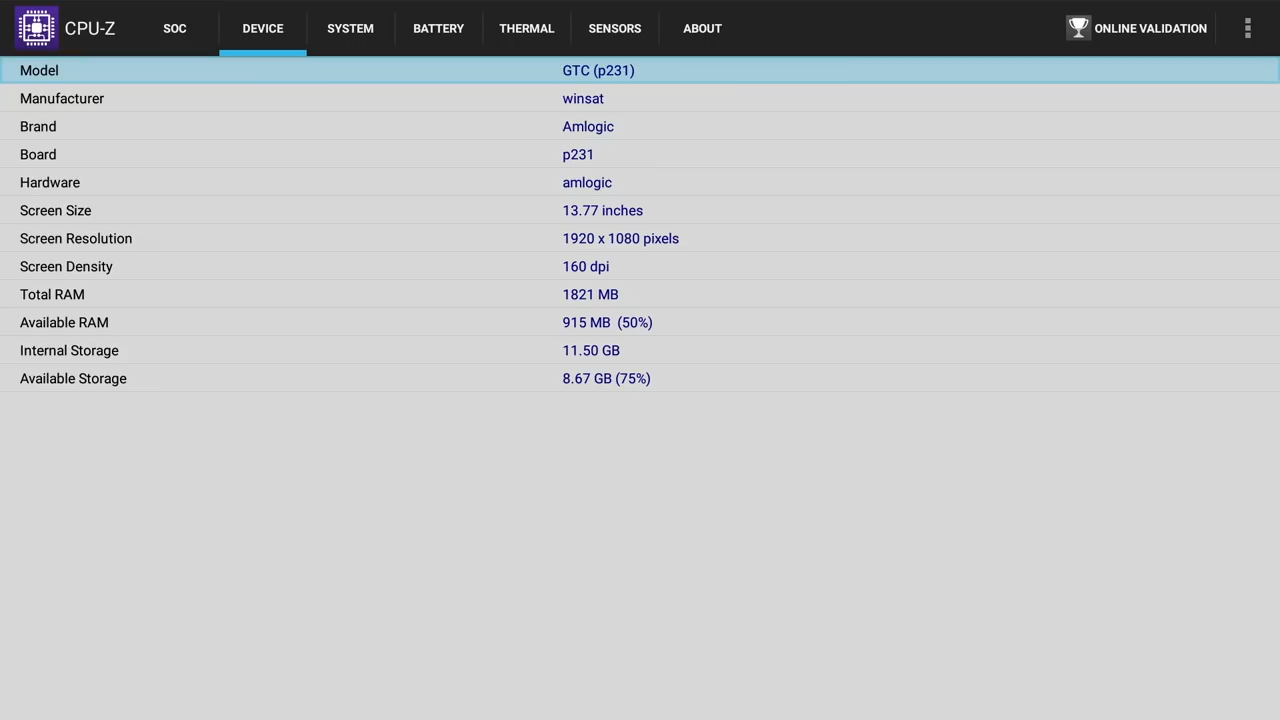 CPU-Z SOC DEVICE SYSTEM BATTERY THERMAL SENSORS ABOUT ONLINE VALIDATION
Model GTC (p231)
Manufacturer winsat
Brand Amlogic
Board p231
Hardware amlogic
Screen Size 13.77 inches
Screen Resolution 1920 x 1080 pixels
Screen Density 160 dpi
Total RAM 1821 MB
Available RAM 915 MB (50%)
Internal Storage 11.50 GB
Available Storage 8.67 GB (75%)